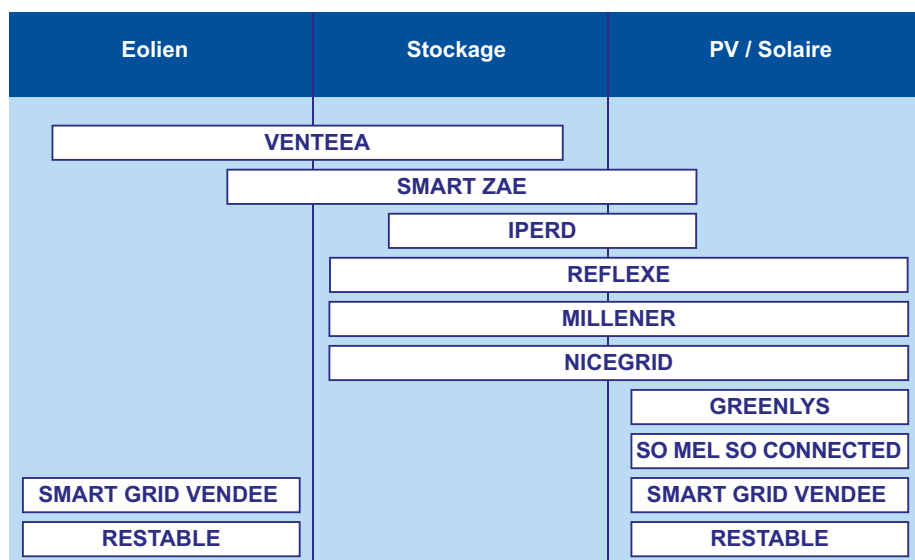 Eolien Stockage PV / Solaire
VENTEEA
SMART ZAE
IPERD
REFLEXE
MILLENER
NICEGRID
GREENLYS
SO MEL SO CONNECTED
SMART GRID VENDEE SMART GRID VENDEE
RESTABLE RESTABLE